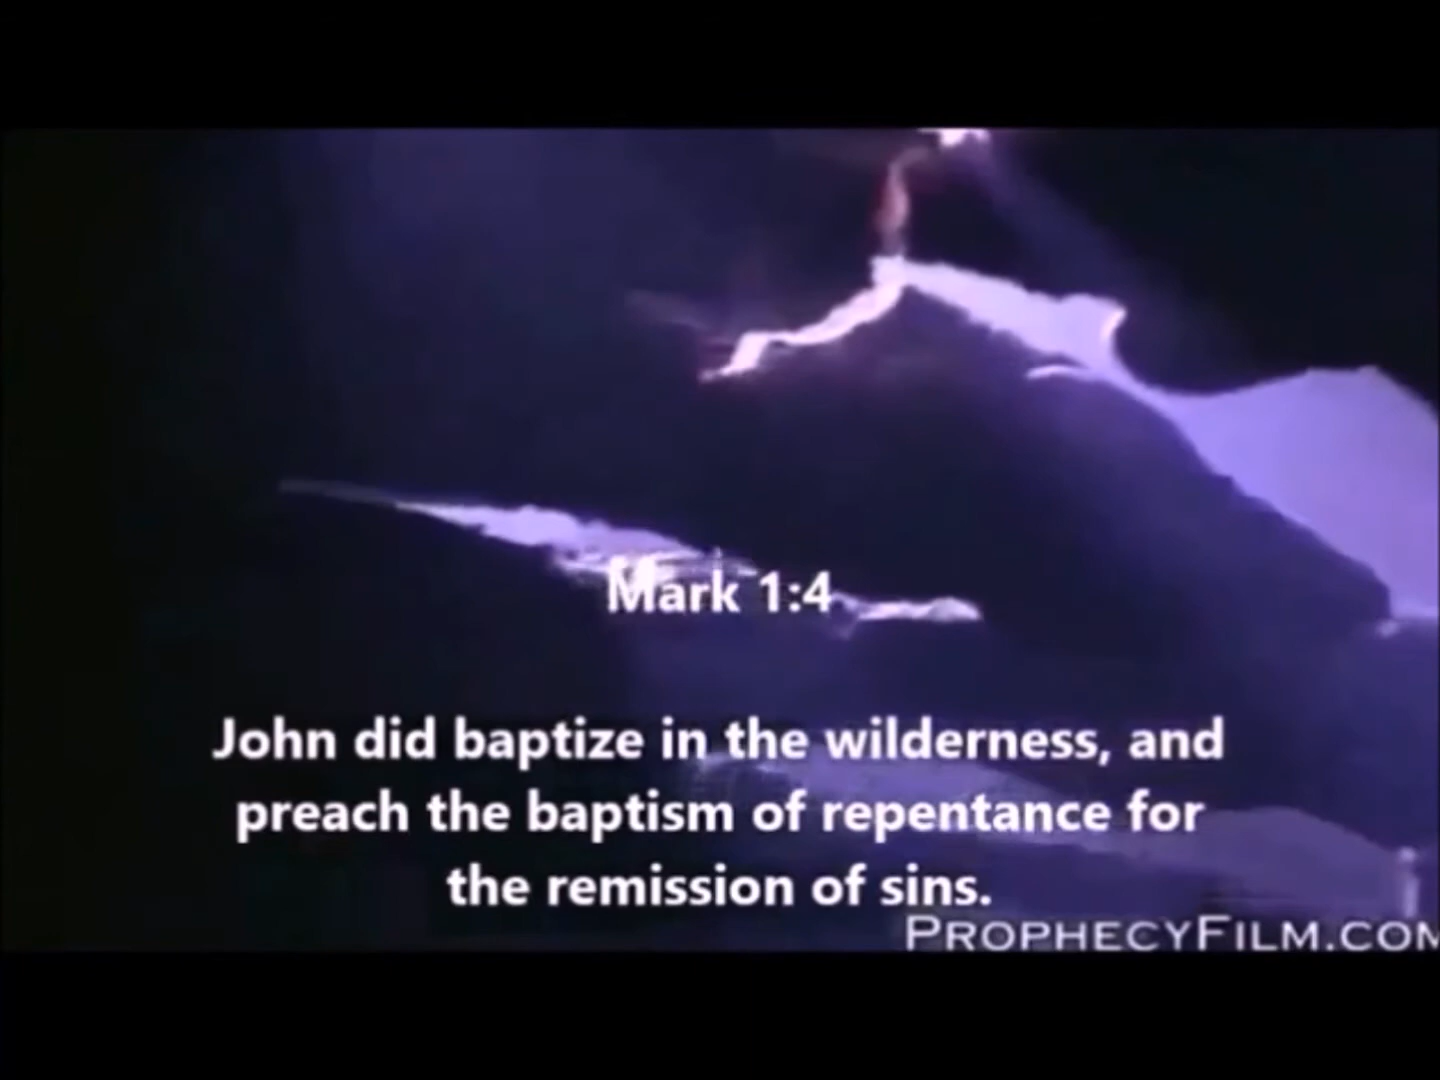 Mark 1:4
John did baptize in the wilderness, and
preach the baptism of repentance for
the remission of sins.
PROPHECYFILM.COM